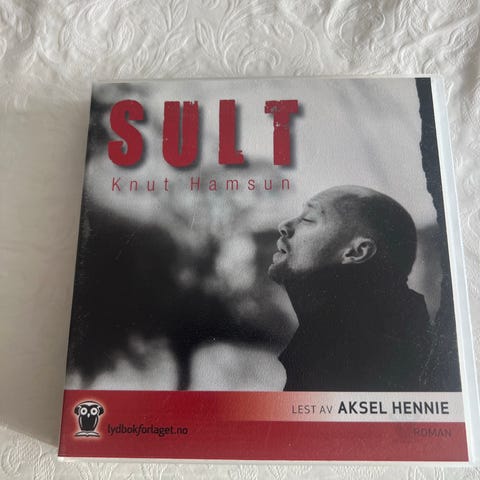 SULT
Knut Hamsun
LEST AV AKSEL HENNIE
lydbokforlaget.no
ROMAN